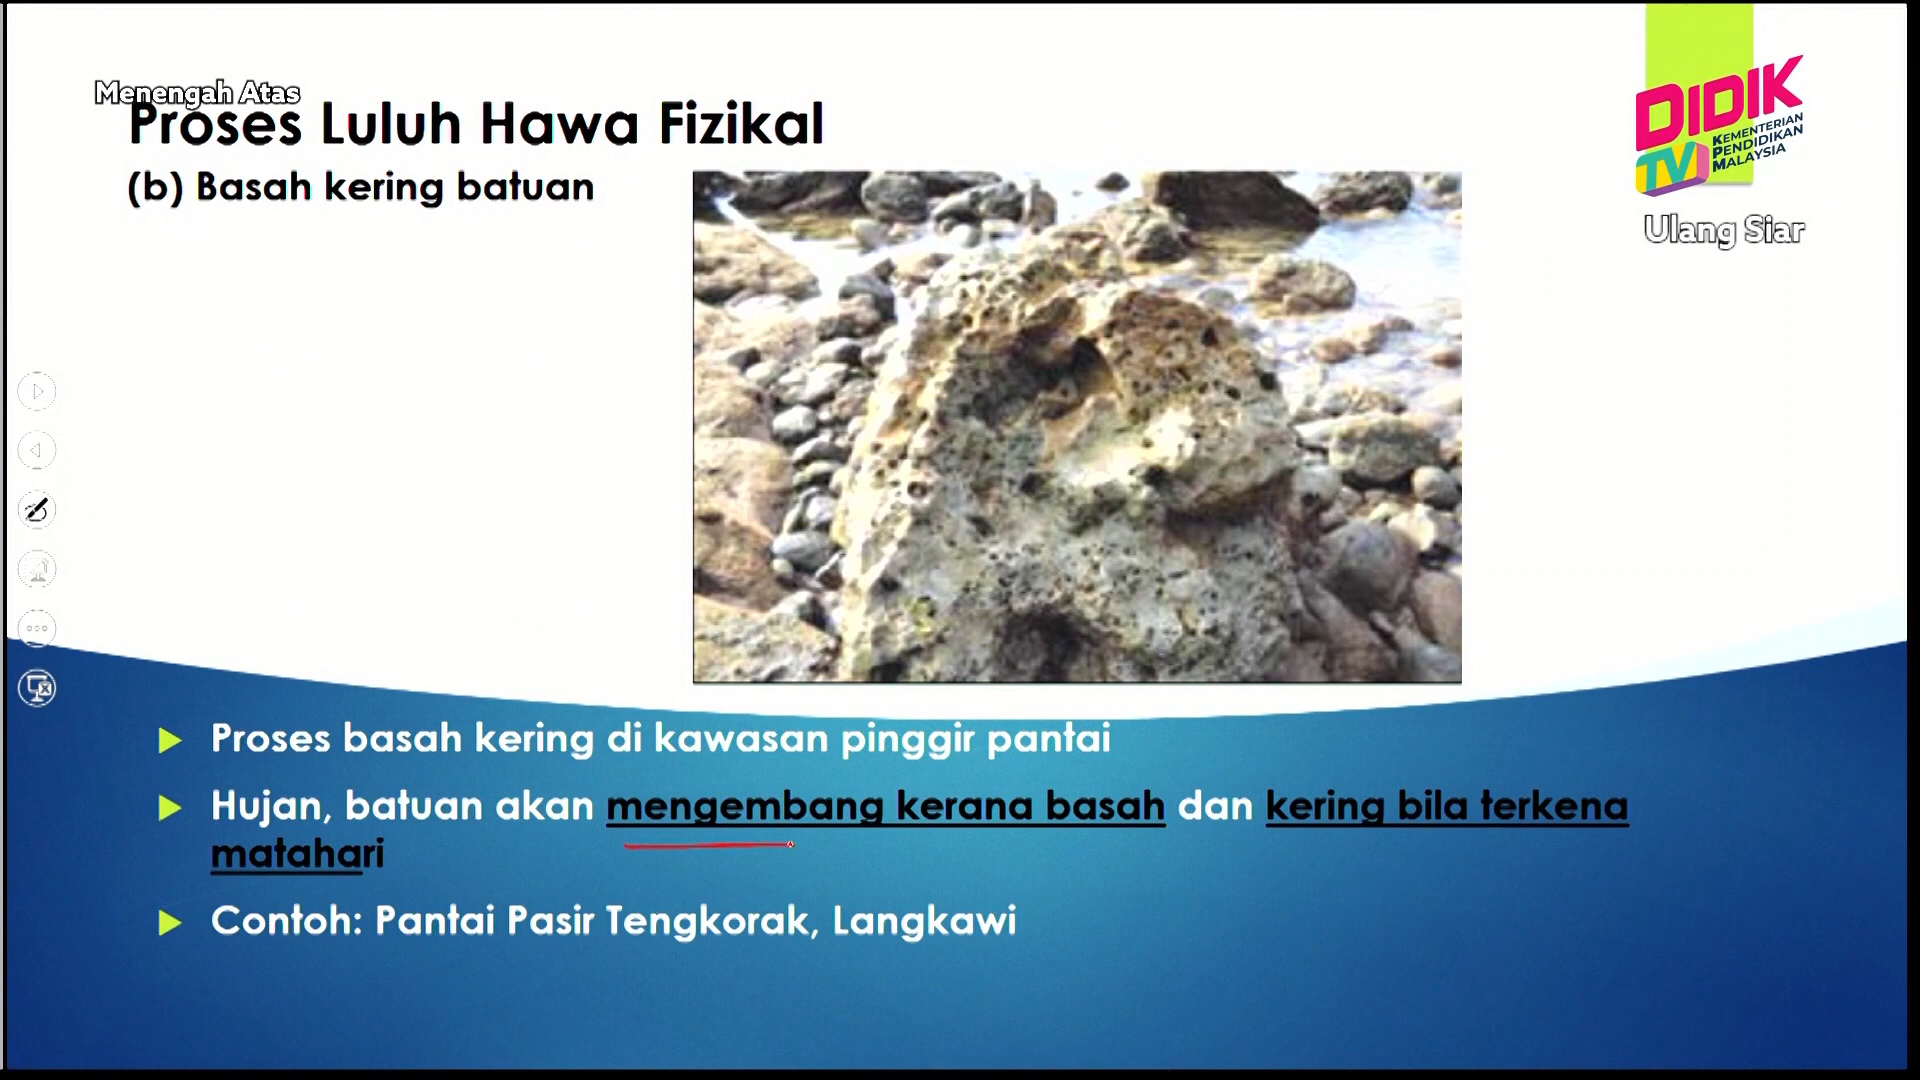 Menengah Atas
Proses Luluh Hawa Fizikal
(b) Basah kering batuan
DIDIK
TV
KEMENTERIAN
PENDIDIKAN
MALAYSIA
Ulang Siar
Proses basah kering di kawasan pinggir pantai
Hujan, batuan akan mengembang kerana basah dan kering bila terkena
matahari
Contoh: Pantai Pasir Tengkorak, Langkawi